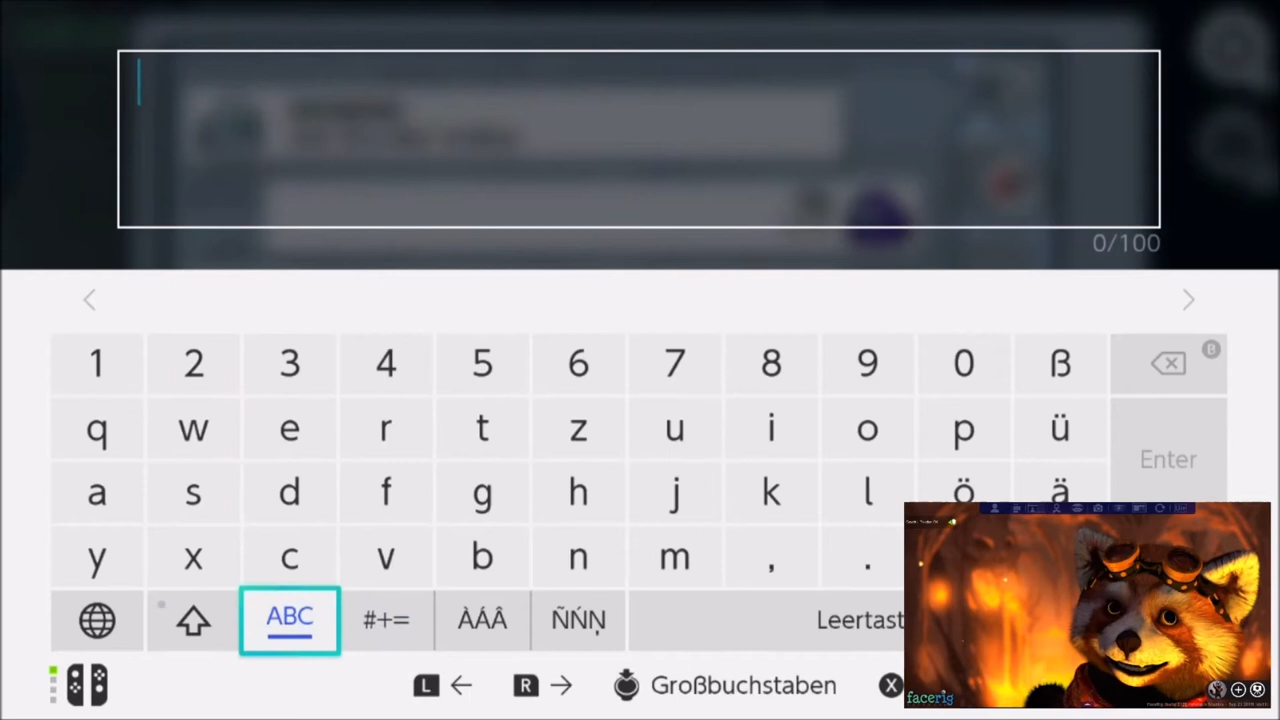 0/100
1 2 3 4 5 6 7 8 9 0 ß B
q w e r t z u i o p ü
Enter
a s d f g h j k l ö ä
y x c v b n m , .
ABC #+= ÀÁÂ ÑŃŅ Leertast
L R Großbuchstaben X
facerig